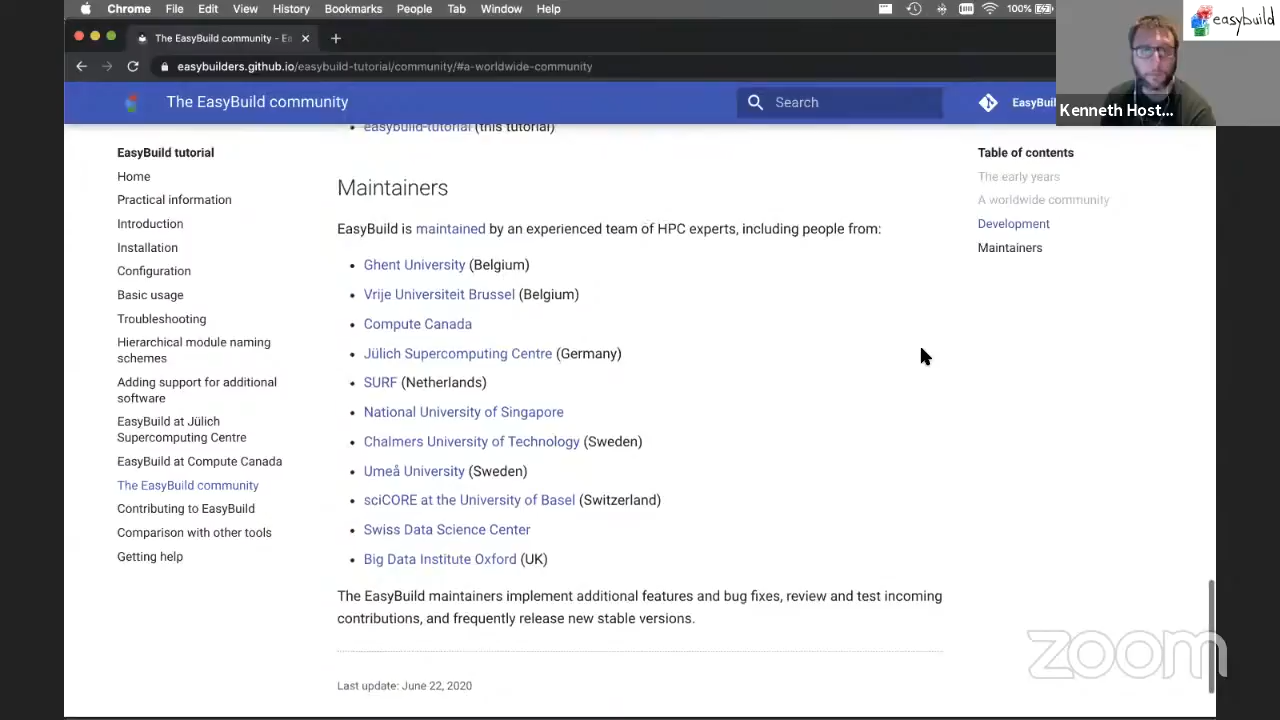 Chrome File Edit View History Bookmarks People Tab Window Help 100%
The EasyBuild community - Ea
easybuilders.github.io/easybuild-tutorial/community/#a-worldwide-community
easybuild
Kenneth Host...
The EasyBuild community
Search
EasyBui
EasyBuild tutorial
Home
Practical information
Introduction
Installation
Configuration
Basic usage
Troubleshooting
Hierarchical module naming
schemes
Adding support for additional
software
EasyBuild at Jülich
Supercomputing Centre
EasyBuild at Compute Canada
The EasyBuild community
Contributing to EasyBuild
Comparison with other tools
Getting help
easybuild-tutorial (this tutorial)
Maintainers
EasyBuild is maintained by an experienced team of HPC experts, including people from:
• Ghent University (Belgium)
• Vrije Universiteit Brussel (Belgium)
• Compute Canada
• Jülich Supercomputing Centre (Germany)
• SURF (Netherlands)
• National University of Singapore
• Chalmers University of Technology (Sweden)
• Umeå University (Sweden)
• sciCORE at the University of Basel (Switzerland)
• Swiss Data Science Center
• Big Data Institute Oxford (UK)
The EasyBuild maintainers implement additional features and bug fixes, review and test incoming
contributions, and frequently release new stable versions.
Last update: June 22, 2020
Table of contents
The early years
A worldwide community
Development
Maintainers
zoom